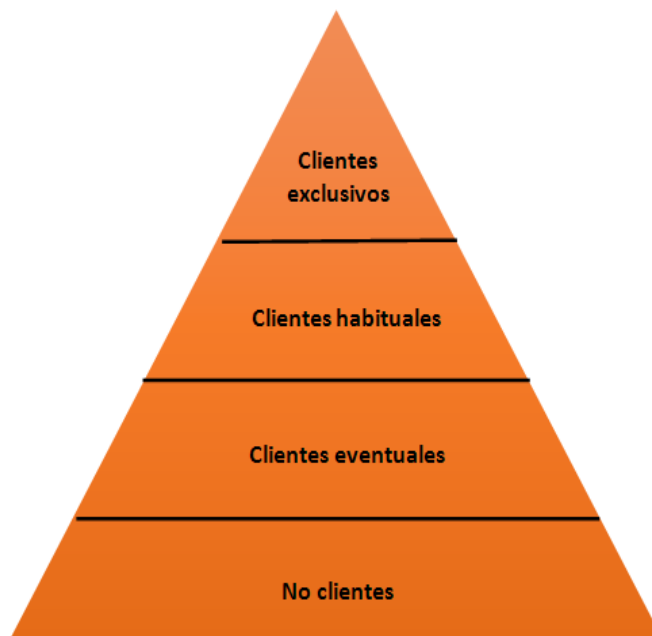 Clientes
exclusivos
Clientes habituales
Clientes eventuales
No clientes